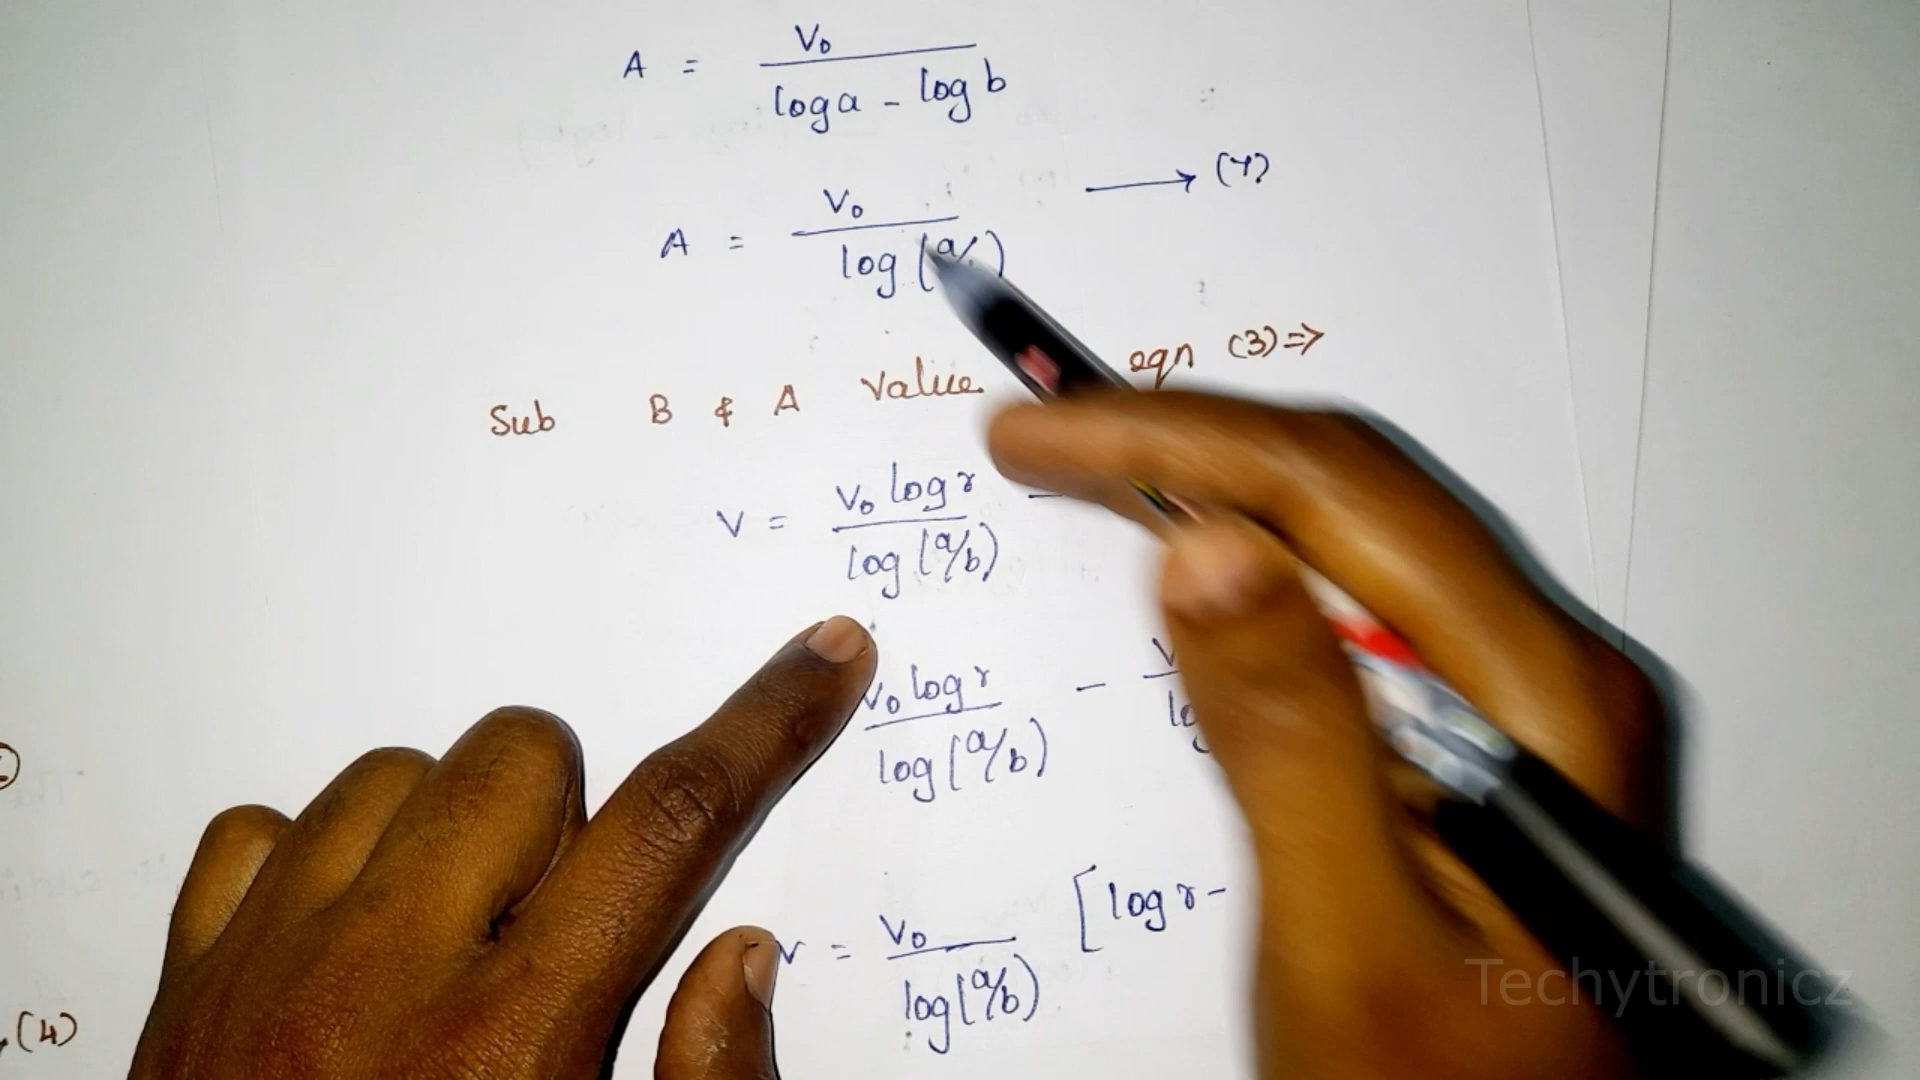 A = V₀ / (log a - log b)
A = V₀ / log (a/ ) → (7)
Sub B & A Value eqn (3) ⇒
V = V₀ log r / log (a/b) -
V₀ log r / log (a/b) - V
V = V₀ / log (a/b) [log r -
(4)
Techytronicz